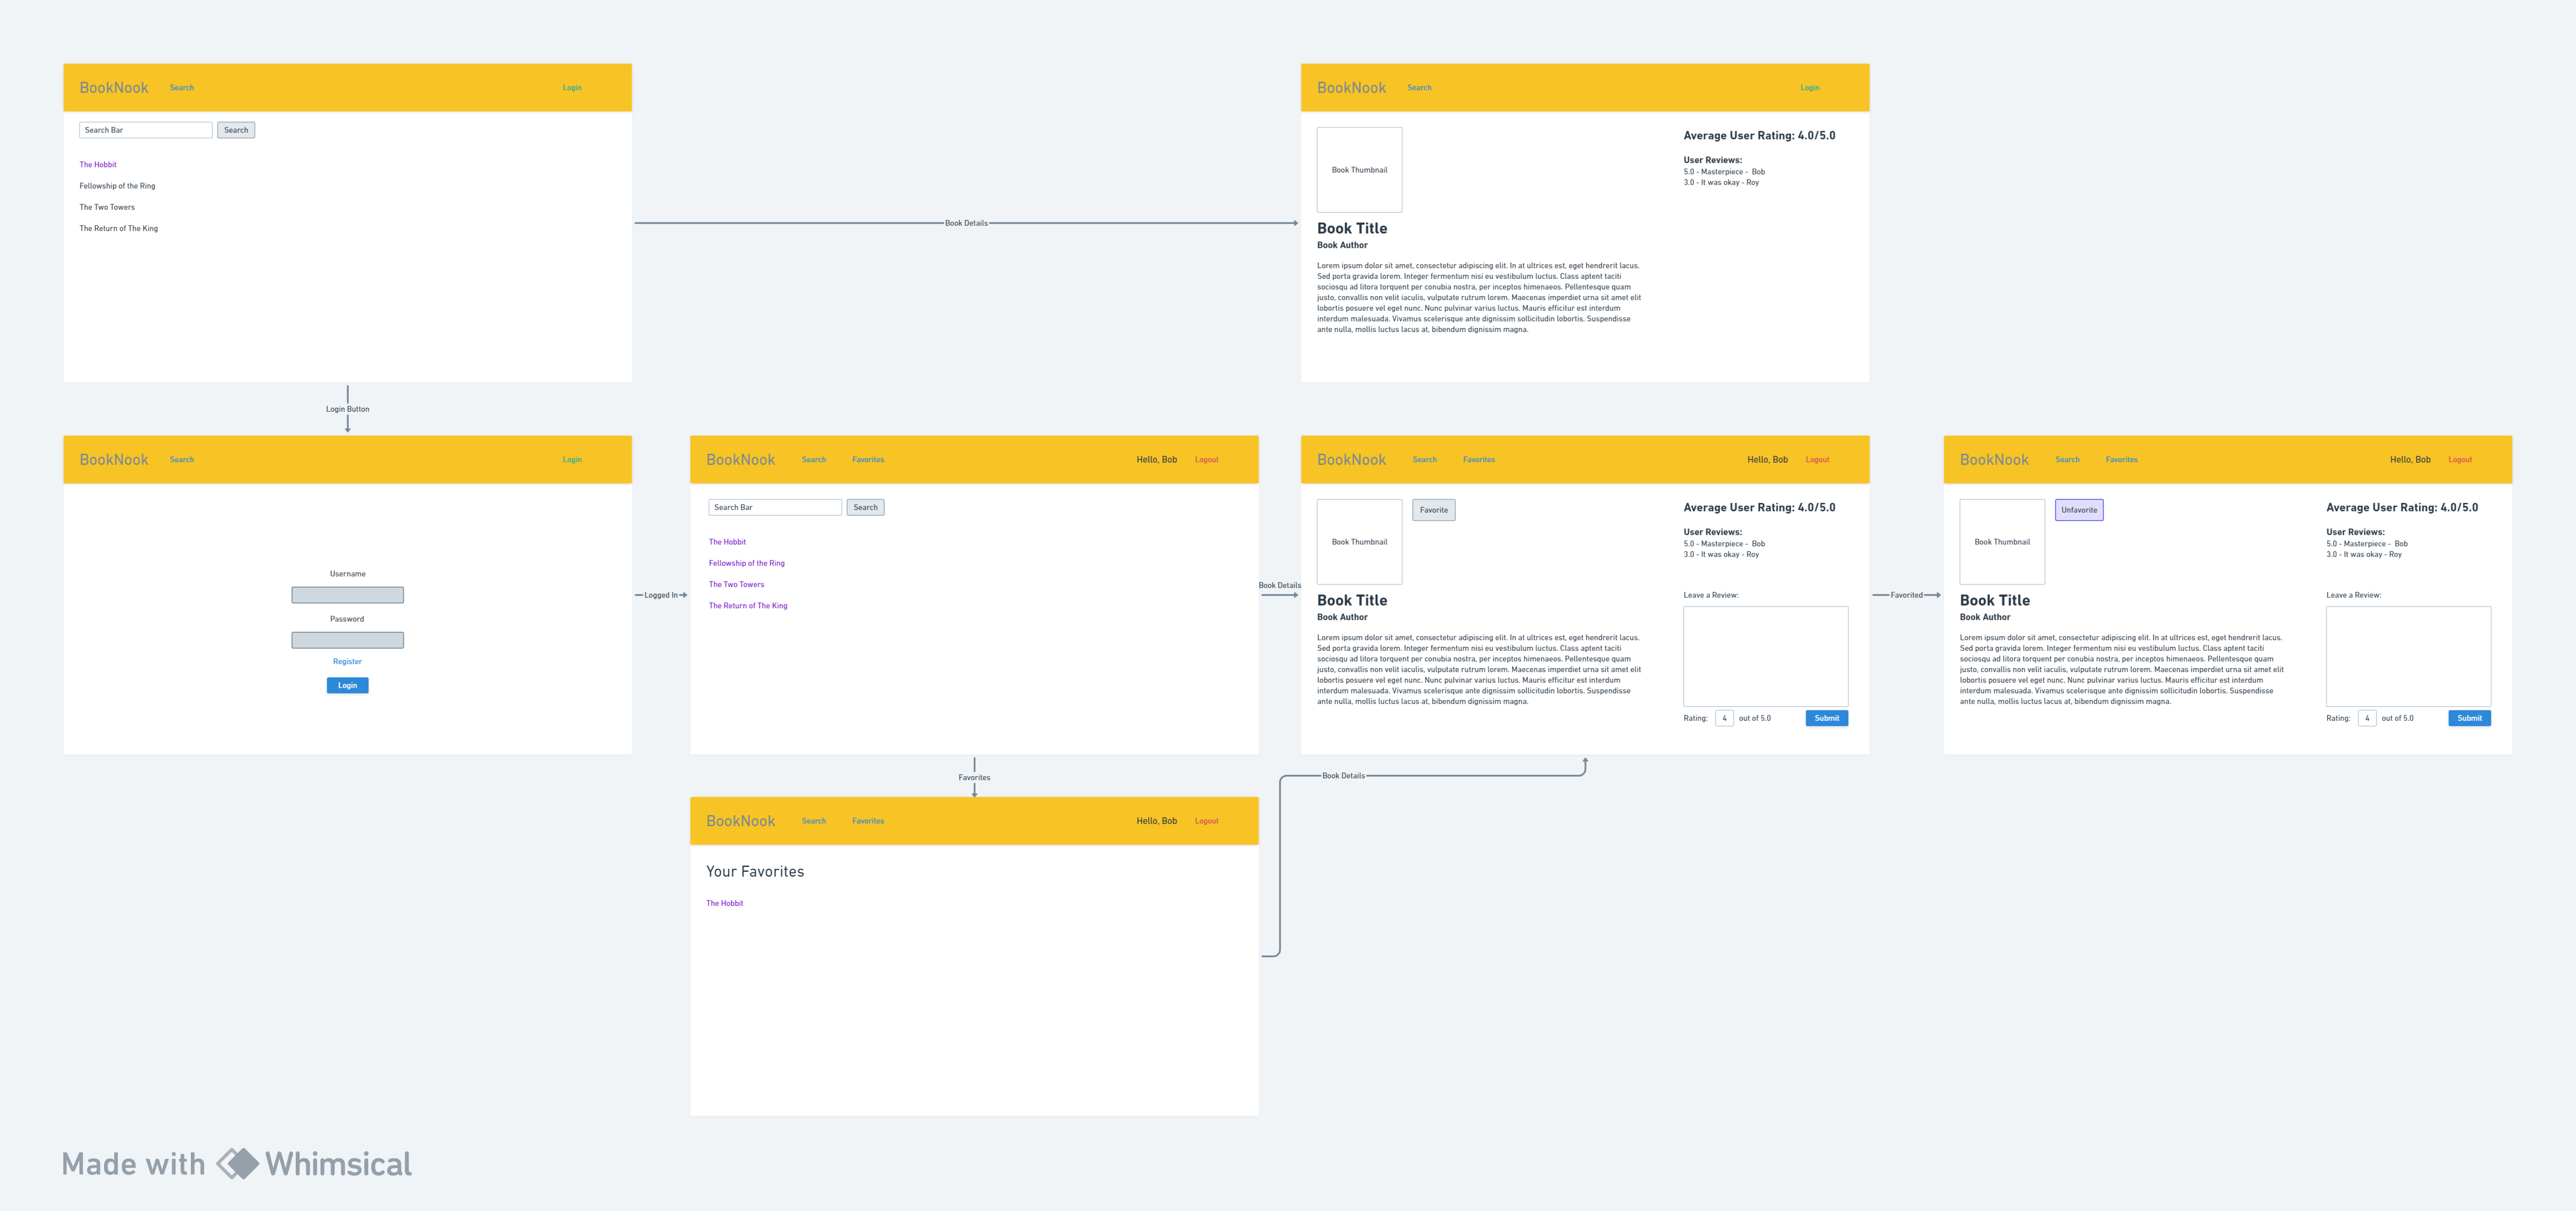 BookNook Search Login
Search Bar Search
The Hobbit
Fellowship of the Ring
The Two Towers
The Return of The King
Book Details
BookNook Search Login
Book Thumbnail
Book Title
Book Author
Lorem ipsum dolor sit amet, consectetur adipiscing elit. In at ultrices est, eget hendrerit lacus.
Sed porta gravida lorem. Integer fermentum nisi eu vestibulum luctus. Class aptent taciti
sociosqu ad litora torquent per conubia nostra, per inceptos himenaeos. Pellentesque quam
justo, convallis non velit iaculis, vulputate rutrum lorem. Maecenas imperdiet urna sit amet elit
lobortis posuere vel eget nunc. Nunc pulvinar varius luctus. Mauris efficitur est interdum
interdum malesuada. Vivamus scelerisque ante dignissim sollicitudin lobortis. Suspendisse
ante nulla, mollis luctus lacus at, bibendum dignissim magna.
Average User Rating: 4.0/5.0
User Reviews:
5.0 - Masterpiece - Bob
3.0 - It was okay - Roy
Login Button
BookNook Search Login
Username
Password
Register
Login
Logged In
BookNook Search Favorites Hello, Bob Logout
Search Bar Search
The Hobbit
Fellowship of the Ring
The Two Towers
The Return of The King
Book Details
BookNook Search Favorites Hello, Bob Logout
Book Thumbnail
Favorite
Book Title
Book Author
Lorem ipsum dolor sit amet, consectetur adipiscing elit. In at ultrices est, eget hendrerit lacus.
Sed porta gravida lorem. Integer fermentum nisi eu vestibulum luctus. Class aptent taciti
sociosqu ad litora torquent per conubia nostra, per inceptos himenaeos. Pellentesque quam
justo, convallis non velit iaculis, vulputate rutrum lorem. Maecenas imperdiet urna sit amet elit
lobortis posuere vel eget nunc. Nunc pulvinar varius luctus. Mauris efficitur est interdum
interdum malesuada. Vivamus scelerisque ante dignissim sollicitudin lobortis. Suspendisse
ante nulla, mollis luctus lacus at, bibendum dignissim magna.
Average User Rating: 4.0/5.0
User Reviews:
5.0 - Masterpiece - Bob
3.0 - It was okay - Roy
Leave a Review:
Rating: 4 out of 5.0 Submit
Favorited
BookNook Search Favorites Hello, Bob Logout
Book Thumbnail
Unfavorite
Book Title
Book Author
Lorem ipsum dolor sit amet, consectetur adipiscing elit. In at ultrices est, eget hendrerit lacus.
Sed porta gravida lorem. Integer fermentum nisi eu vestibulum luctus. Class aptent taciti
sociosqu ad litora torquent per conubia nostra, per inceptos himenaeos. Pellentesque quam
justo, convallis non velit iaculis, vulputate rutrum lorem. Maecenas imperdiet urna sit amet elit
lobortis posuere vel eget nunc. Nunc pulvinar varius luctus. Mauris efficitur est interdum
interdum malesuada. Vivamus scelerisque ante dignissim sollicitudin lobortis. Suspendisse
ante nulla, mollis luctus lacus at, bibendum dignissim magna.
Average User Rating: 4.0/5.0
User Reviews:
5.0 - Masterpiece - Bob
3.0 - It was okay - Roy
Leave a Review:
Rating: 4 out of 5.0 Submit
Favorites
Book Details
BookNook Search Favorites Hello, Bob Logout
Your Favorites
The Hobbit
Made with Whimsical